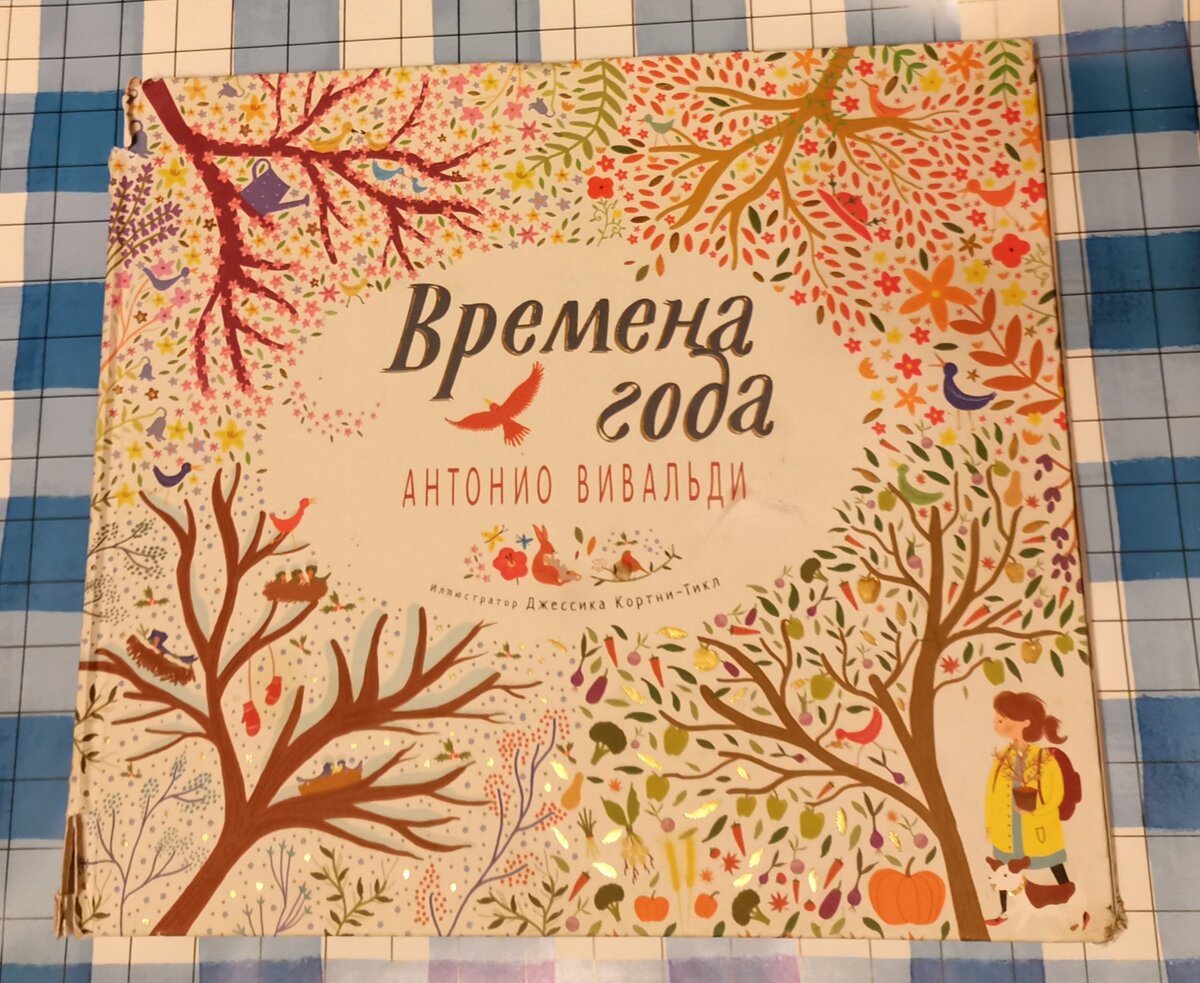 Времена
года
АНТОНИО ВИВАЛЬДИ
Иллюстратор Джессика Кортни-Тикл